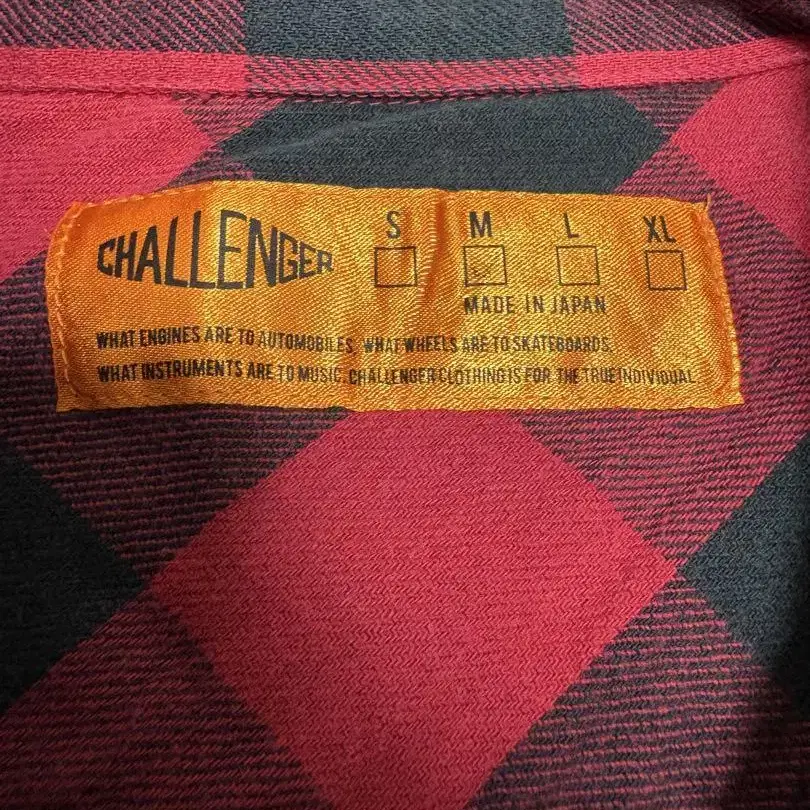 CHALLENGER
S M L XL
MADE IN JAPAN
WHAT ENGINES ARE TO AUTOMOBILES, WHAT WHEELS ARE TO SKATEBOARDS.
WHAT INSTRUMENTS ARE TO MUSIC. CHALLENGER CLOTHING IS FOR THE TRUE INDIVIDUAL.